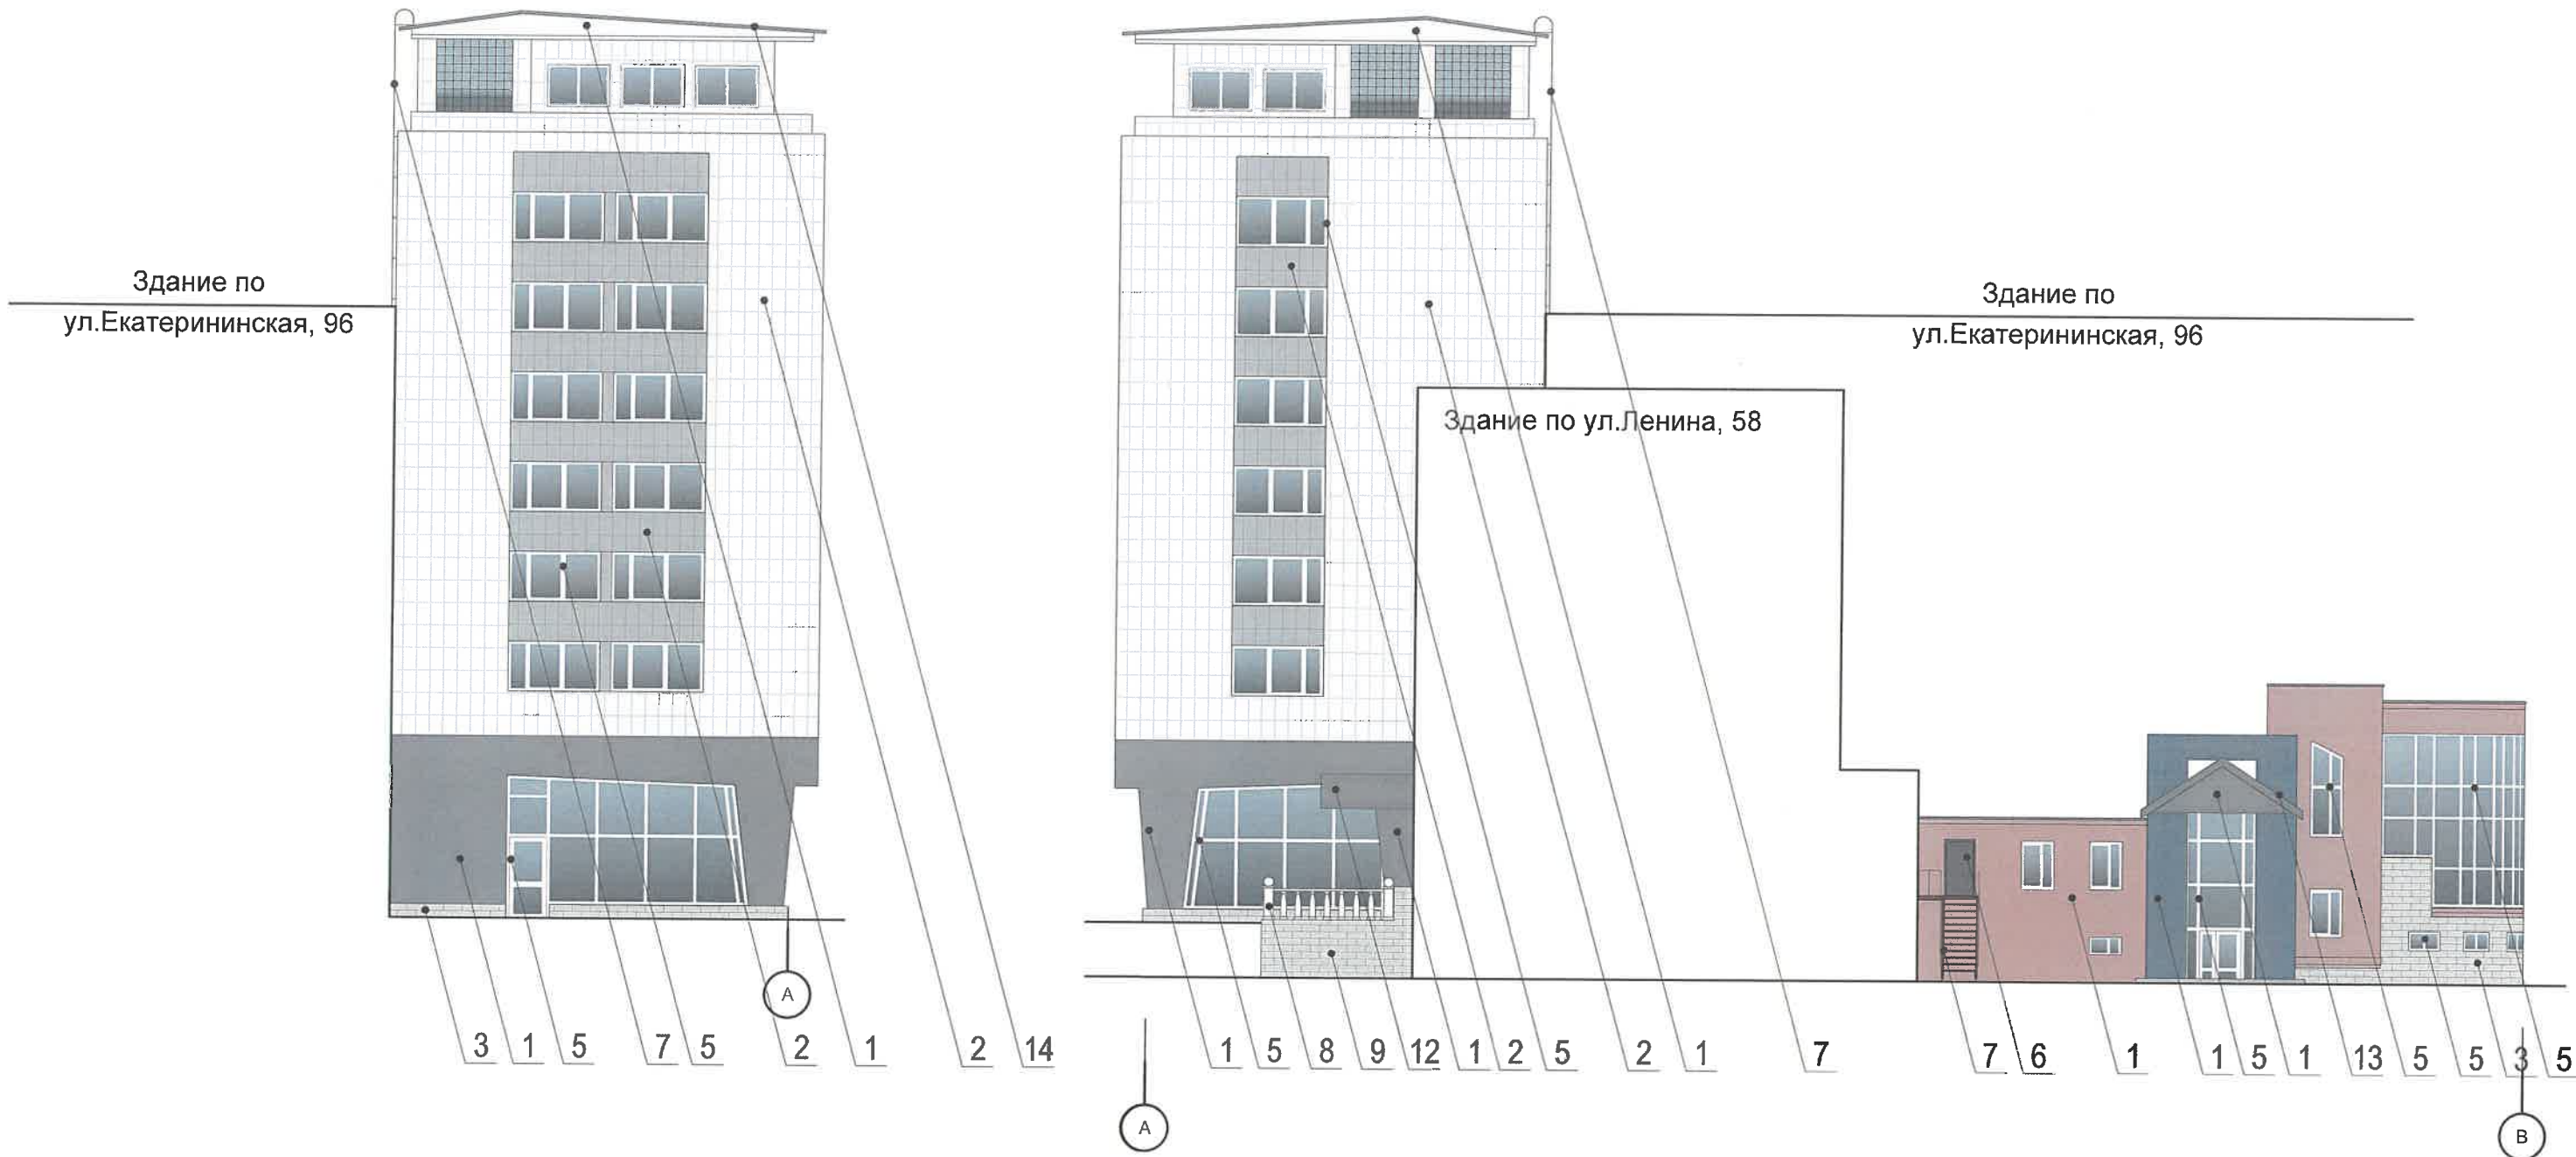 Здание по
ул.Екатерининская, 96
Здание по
ул.Екатерининская, 96
Здание по ул.Ленина, 58
А
3 1 5 7 5 2 1 2 14
1 5 8 9 12 1 2 5 2 1 7 7 6 1 1 5 1 13 5 5 3 5
А
В